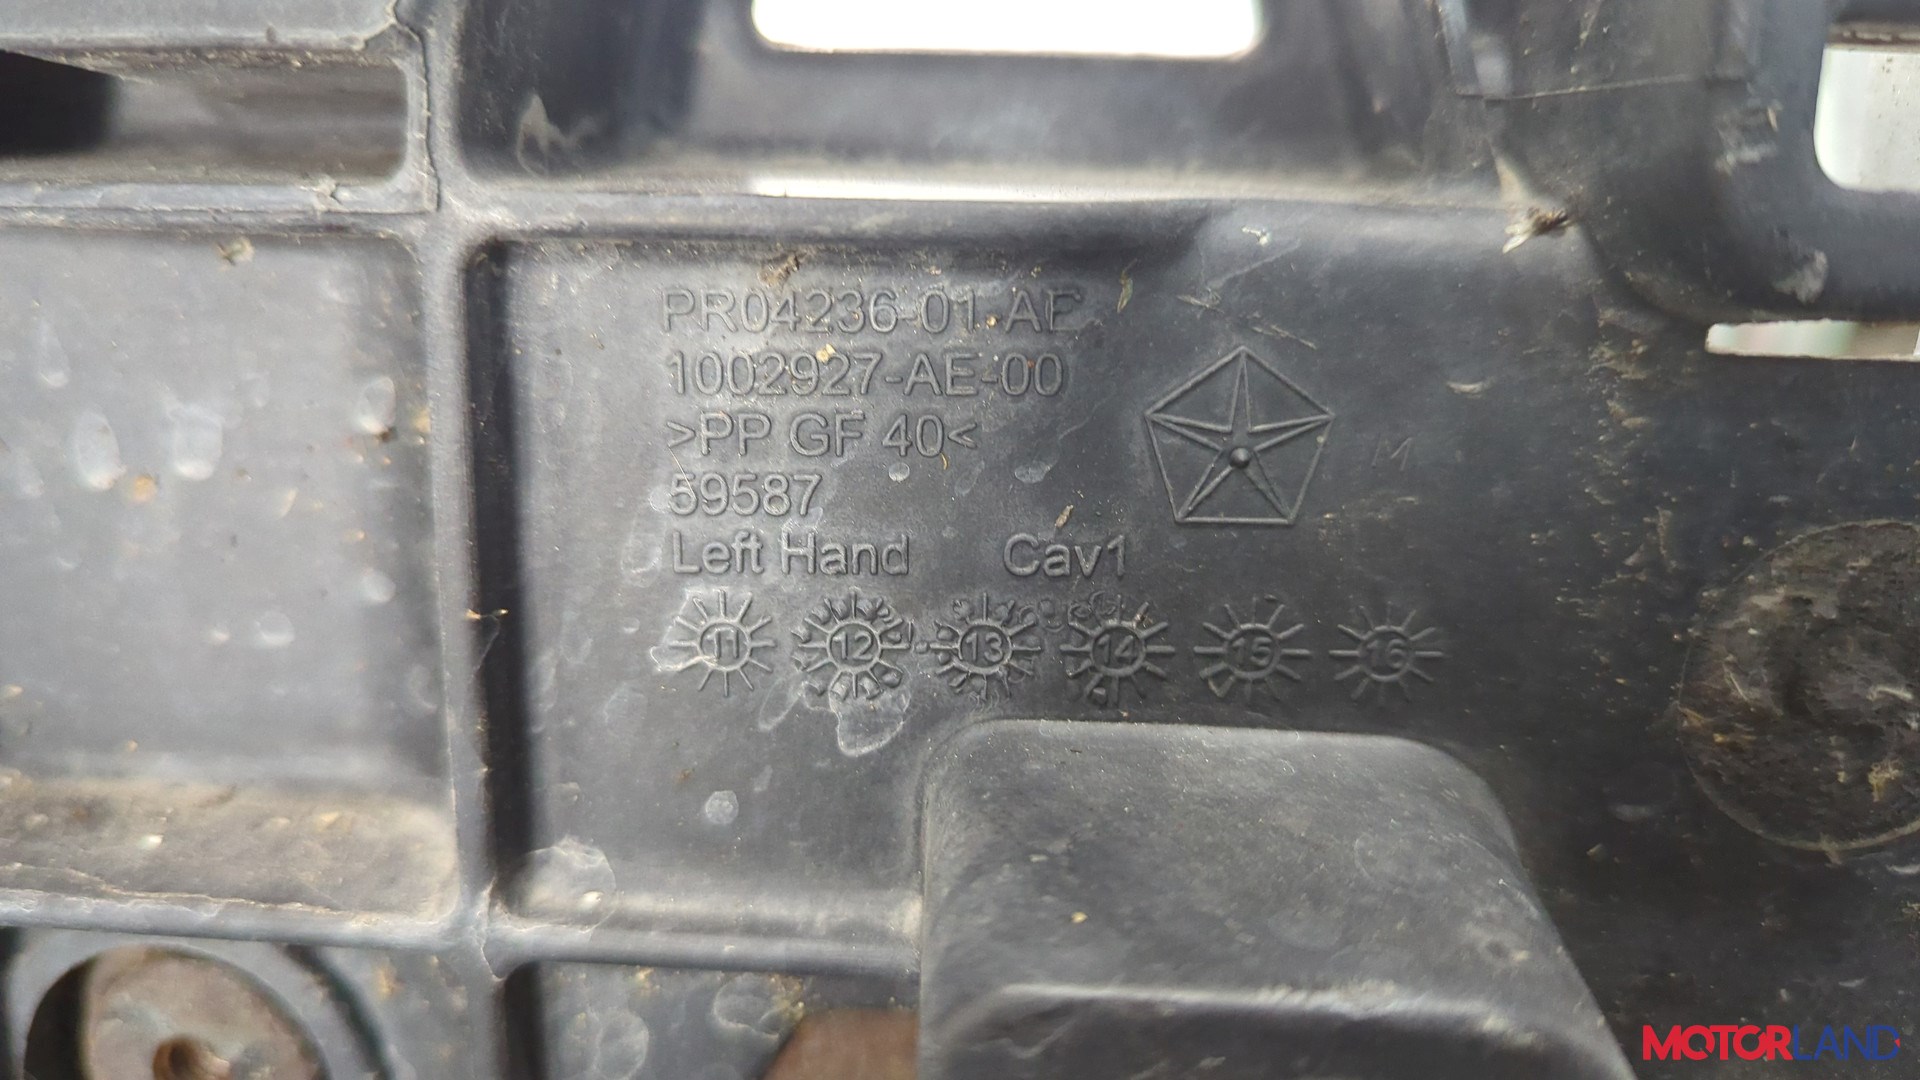 PR04236-01-AE
1002927-AE-00
>PP GF 40<
59587
Left Hand Cav1
11 12 13 14 15 16
M
MOTORLAND